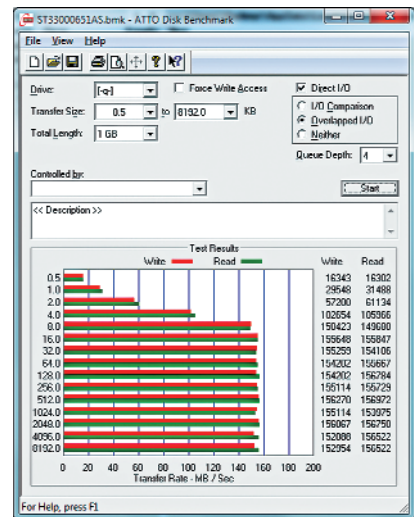 ST33000651AS.bmk - ATTO Disk Benchmark
File View Help
Drive: [-q-] Force Write Access Direct I/O
Transfer Size: 0.5 to 8192.0 KB I/O Comparison
Total Length: 1 GB Overlapped I/O
Neither
Queue Depth: 4
Controlled by: Start
<< Description >>
Test Results
Write Read Write Read
0.5 16343 16302
1.0 29548 31488
2.0 57200 61134
4.0 102654 105966
8.0 150423 149600
16.0 155648 155847
32.0 155259 154106
64.0 154202 155667
128.0 154202 156784
256.0 155114 155729
512.0 156270 156972
1024.0 155114 153975
2048.0 156067 156750
4096.0 152088 156522
8192.0 152954 156522
0 20 40 60 80 100 120 140 160 180 200
Transfer Rate - MB / Sec
For Help, press F1